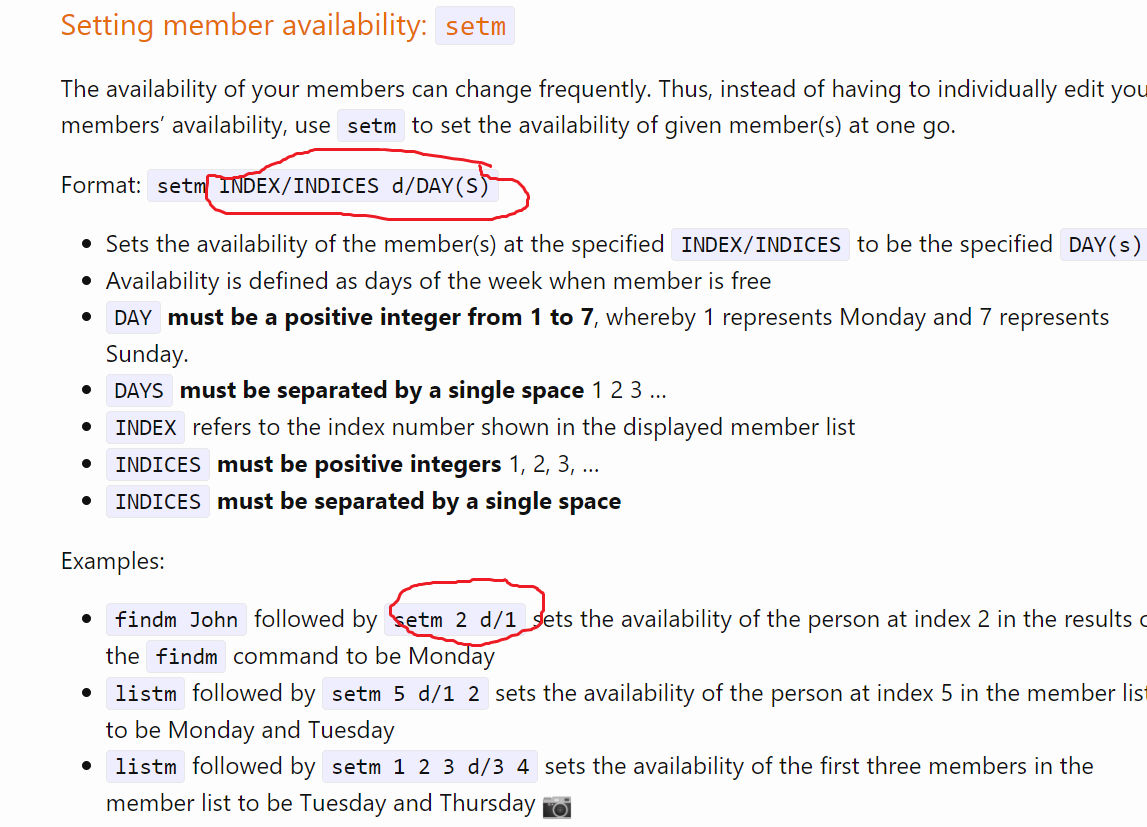 Setting member availability: setm
The availability of your members can change frequently. Thus, instead of having to individually edit you
members’ availability, use setm to set the availability of given member(s) at one go.
Format: setm INDEX/INDICES d/DAY(S)
• Sets the availability of the member(s) at the specified INDEX/INDICES to be the specified DAY(s)
• Availability is defined as days of the week when member is free
• DAY must be a positive integer from 1 to 7, whereby 1 represents Monday and 7 represents
Sunday.
• DAYS must be separated by a single space 1 2 3 …
• INDEX refers to the index number shown in the displayed member list
• INDICES must be positive integers 1, 2, 3, …
• INDICES must be separated by a single space
Examples:
• findm John followed by setm 2 d/1 sets the availability of the person at index 2 in the results
the findm command to be Monday
• listm followed by setm 5 d/1 2 sets the availability of the person at index 5 in the member list
to be Monday and Tuesday
• listm followed by setm 1 2 3 d/3 4 sets the availability of the first three members in the
member list to be Tuesday and Thursday 📷